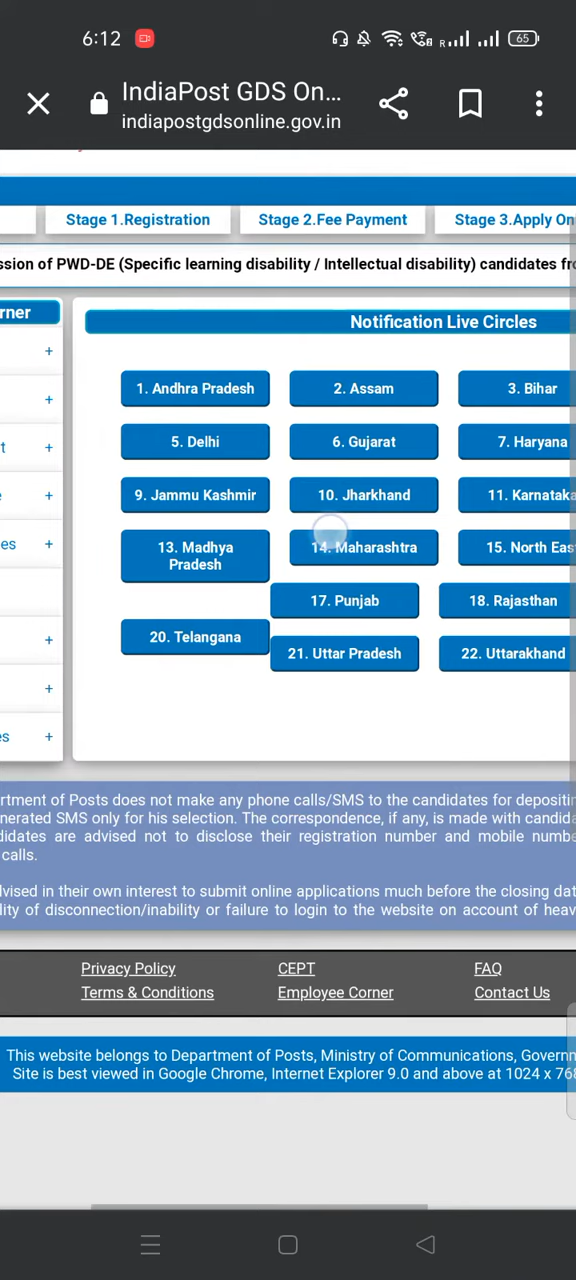 6:12
R
65
IndiaPost GDS On...
indiapostgdsonline.gov.in
Stage 1.Registration
Stage 2.Fee Payment
Stage 3.Apply On
ssion of PWD-DE (Specific learning disability / Intellectual disability) candidates fr
rner
+
+
t +
e +
es +
+
+
es +
Notification Live Circles
1. Andhra Pradesh
2. Assam
3. Bihar
5. Delhi
6. Gujarat
7. Haryana
9. Jammu Kashmir
10. Jharkhand
11. Karnataka
13. Madhya
Pradesh
14. Maharashtra
15. North Eas
17. Punjab
18. Rajasthan
20. Telangana
21. Uttar Pradesh
22. Uttarakhand
rtment of Posts does not make any phone calls/SMS to the candidates for depositin
nerated SMS only for his selection. The correspondence, if any, is made with candida
didates are advised not to disclose their registration number and mobile numbe
calls.
dvised in their own interest to submit online applications much before the closing dat
lity of disconnection/inability or failure to login to the website on account of heav
Privacy Policy
CEPT
FAQ
Terms & Conditions
Employee Corner
Contact Us
This website belongs to Department of Posts, Ministry of Communications, Governm
Site is best viewed in Google Chrome, Internet Explorer 9.0 and above at 1024 x 768